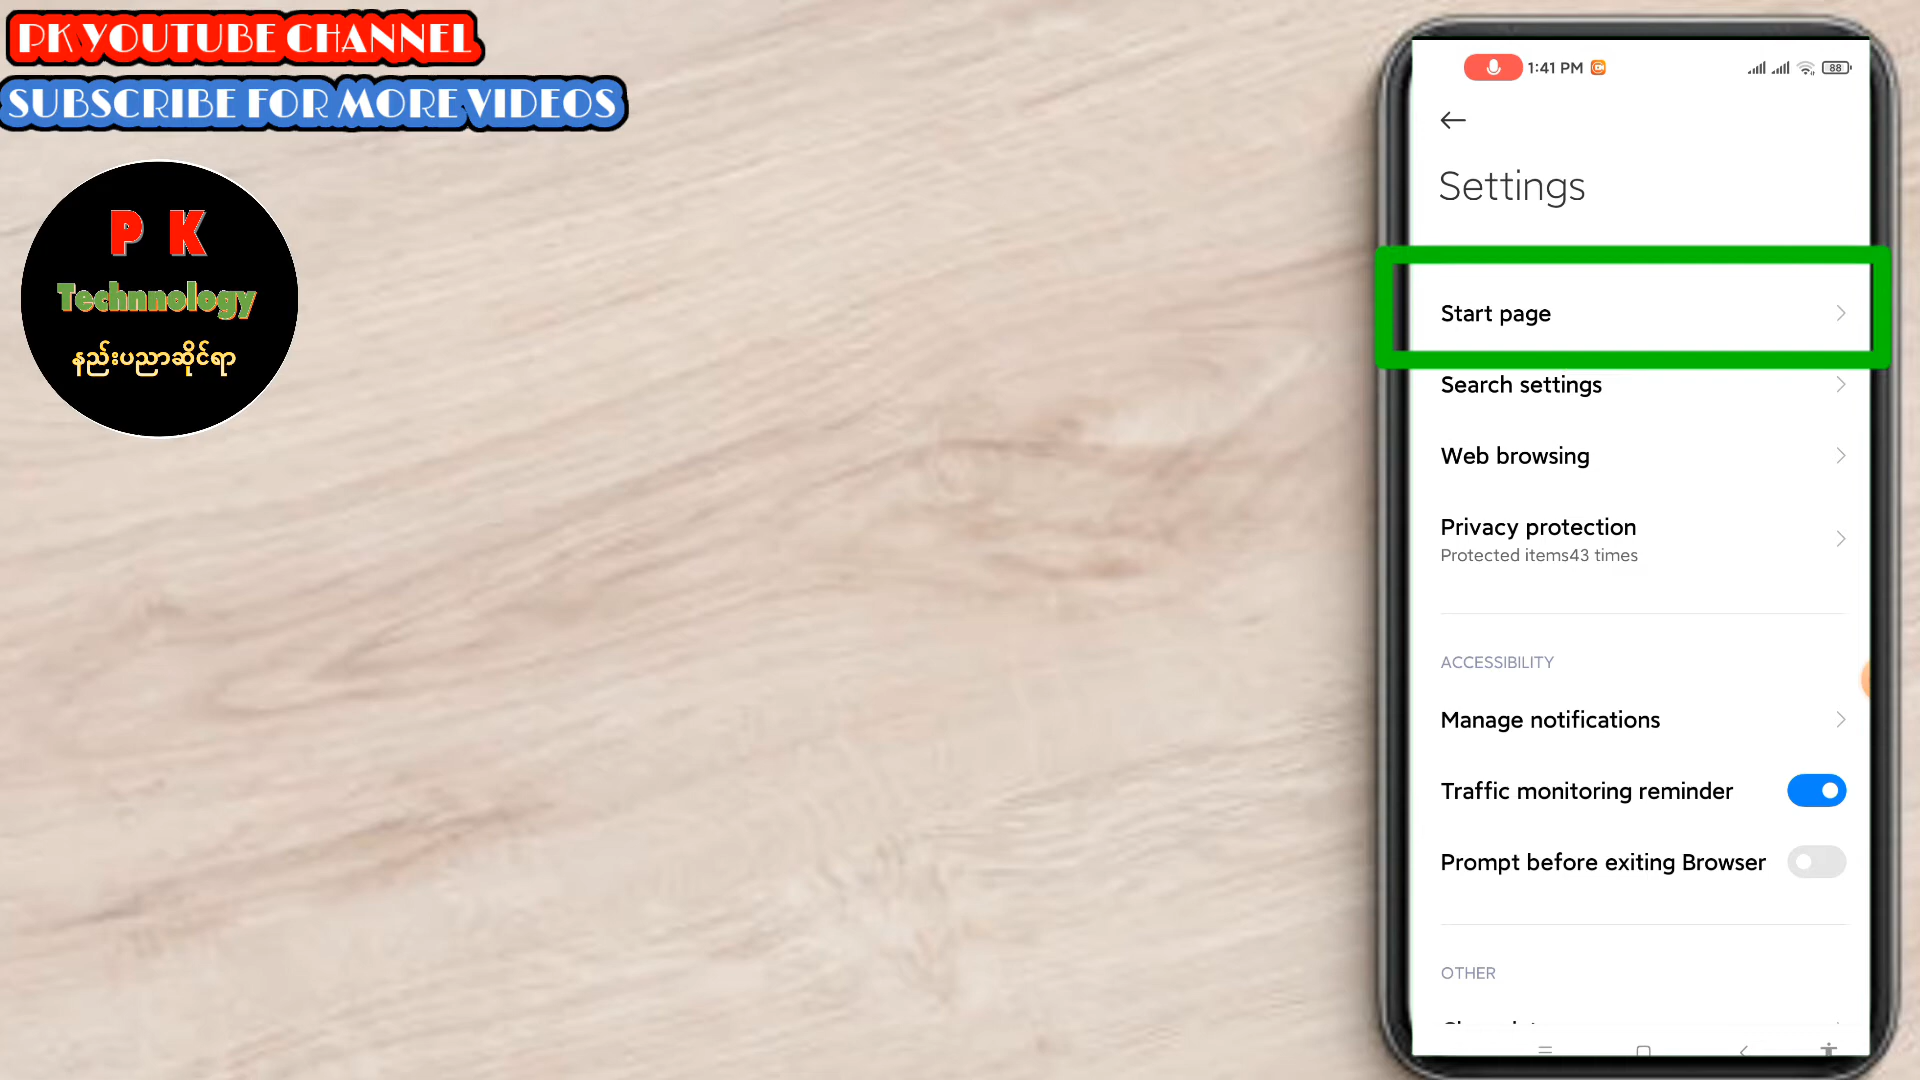 PK YOUTUBE CHANNEL
SUBSCRIBE FOR MORE VIDEOS
P K
Technnology
နည်းပညာဆိုင်ရာ
1:41 PM
88
Settings
Start page
Search settings
Web browsing
Privacy protection
Protected items43 times
ACCESSIBILITY
Manage notifications
Traffic monitoring reminder
Prompt before exiting Browser
OTHER